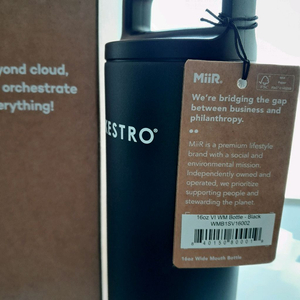 yond cloud,
orchestrate
erything!
ESTRO®
MiiR.
FSC
We're bridging the gap
between business and
philanthropy.
MiiR is a premium lifestyle
brand with a social and
environmental mission.
Independently owned and
operated, we prioritize
supporting people and
stewarding the planet.
16oz VI WM Bottle - Black
WMB1SV16002
16oz Wide Mouth Bottle